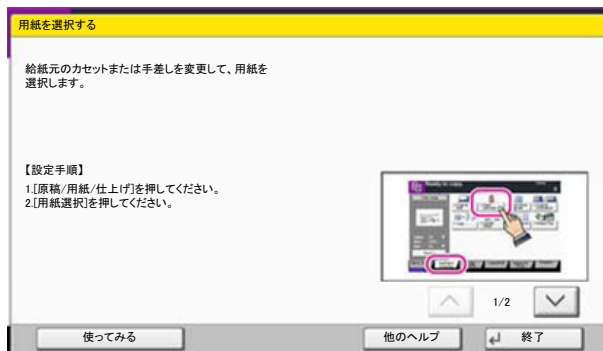 用紙を選択する
給紙元のカセットまたは手差しを変更して、用紙を
選択します。
【設定手順】
1.[原稿/用紙/仕上げ]を押してください。
2.[用紙選択]を押してください。
Ready to copy.
1/2
使ってみる
他のヘルプ
終了